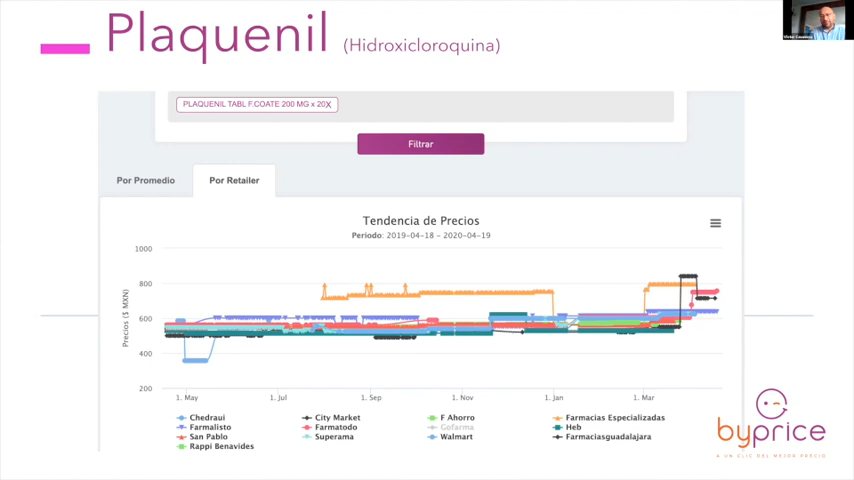 Plaquenil (Hidroxicloroquina)
PLAQUENIL TABL F.COATE 200 MG x 20X
Filtrar
Por Promedio
Por Retailer
Tendencia de Precios
Periodo: 2019-04-18 - 2020-04-19
Precios ($ MXN)
1000
800
600
400
200
1. May
1. Jul
1. Sep
1. Nov
1. Jan
1. Mar
Chedraui
City Market
F Ahorro
Farmacias Especializadas
Farmalisto
Farmatodo
Gofarma
Heb
San Pablo
Superama
Walmart
Farmaciasguadalajara
Rappi Benavides
byprice
A UN CLIC DEL MEJOR PRECIO